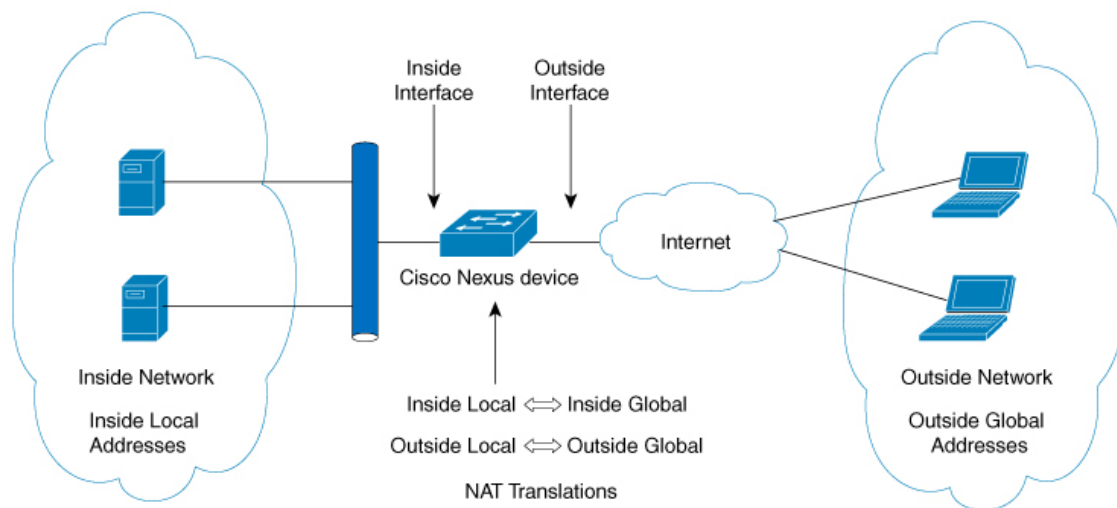 Inside
Interface
Outside
Interface
Internet
Cisco Nexus device
Inside Network
Inside Local
Addresses
Outside Network
Outside Global
Addresses
Inside Local ⇔ Inside Global
Outside Local ⇔ Outside Global
NAT Translations